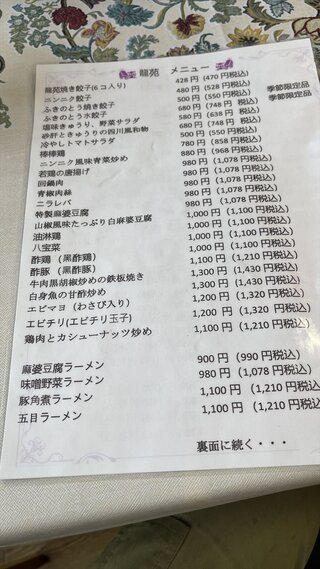 龍苑 メニュー
龍苑焼き餃子(6コ入り) 428円 (470円税込)
ニンニク餃子 480円 (528円税込)
ふきのとう焼き餃子 500円 (550円税込) 季節限定品
ふきのとう水餃子 680円 (748円 税込) 季節限定品
塩味きゅうり、野菜サラダ 580円 (638円 税込)
砂肝ときゅうりの四川風和物 680円 (748円 税込)
冷やしトマトサラダ 500円 (550円税込)
棒棒鶏 780円 (858円税込)
ニンニク風味青菜炒め 880円 (968円税込)
若鶏の唐揚げ 980円 (1,078円税込)
回鍋肉 980円 (1,078円税込)
青椒肉絲 980円 (1,078円税込)
ニラレバ 980円 (1,078円税込)
特製麻婆豆腐 980円 (1,078円税込)
山椒風味たっぷり白麻婆豆腐 1,000円 (1,100円税込)
油淋鶏 1,000円 (1,100円税込)
八宝菜 1,000円 (1,100円税込)
酢鶏 (黒酢鶏) 1,000円 (1,100円税込)
酢豚 (黒酢豚) 1,100円 (1,210円税込)
牛肉黒胡椒炒めの鉄板焼き 1,300円 (1,430円税込)
白身魚の甘酢炒め 1,300円 (1,430円税込)
エビマヨ (わさび入り) 1,200円 (1,320円税込)
エビチリ(エビチリ玉子) 1,200 円 (1,320円税込)
鶏肉とカシューナッツ炒め 1,100円 (1,210円税込)
麻婆豆腐ラーメン 900円 (990円税込)
味噌野菜ラーメン 980円 (1,078円税込)
豚角煮ラーメン 1,100円 (1,210円税込)
五目ラーメン 1,100円 (1,210円税込)
裏面に続く・・・